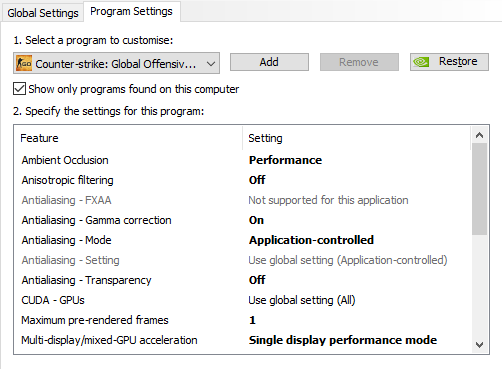 Global Settings Program Settings
1. Select a program to customise:
GO Counter-strike: Global Offensiv... Add Remove Restore
Show only programs found on this computer
2. Specify the settings for this program:
Feature Setting
Ambient Occlusion Performance
Anisotropic filtering Off
Antialiasing - FXAA Not supported for this application
Antialiasing - Gamma correction On
Antialiasing - Mode Application-controlled
Antialiasing - Setting Use global setting (Application-controlled)
Antialiasing - Transparency Off
CUDA - GPUs Use global setting (All)
Maximum pre-rendered frames 1
Multi-display/mixed-GPU acceleration Single display performance mode